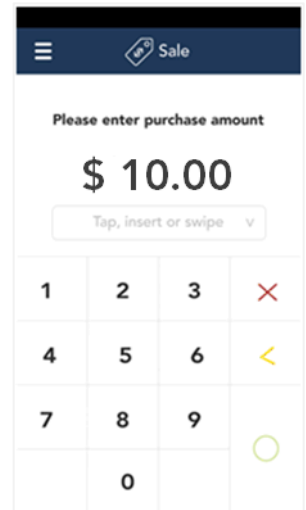 Sale
Please enter purchase amount
$ 10.00
Tap, insert or swipe v
1 2 3
4 5 6 <
7 8 9
0